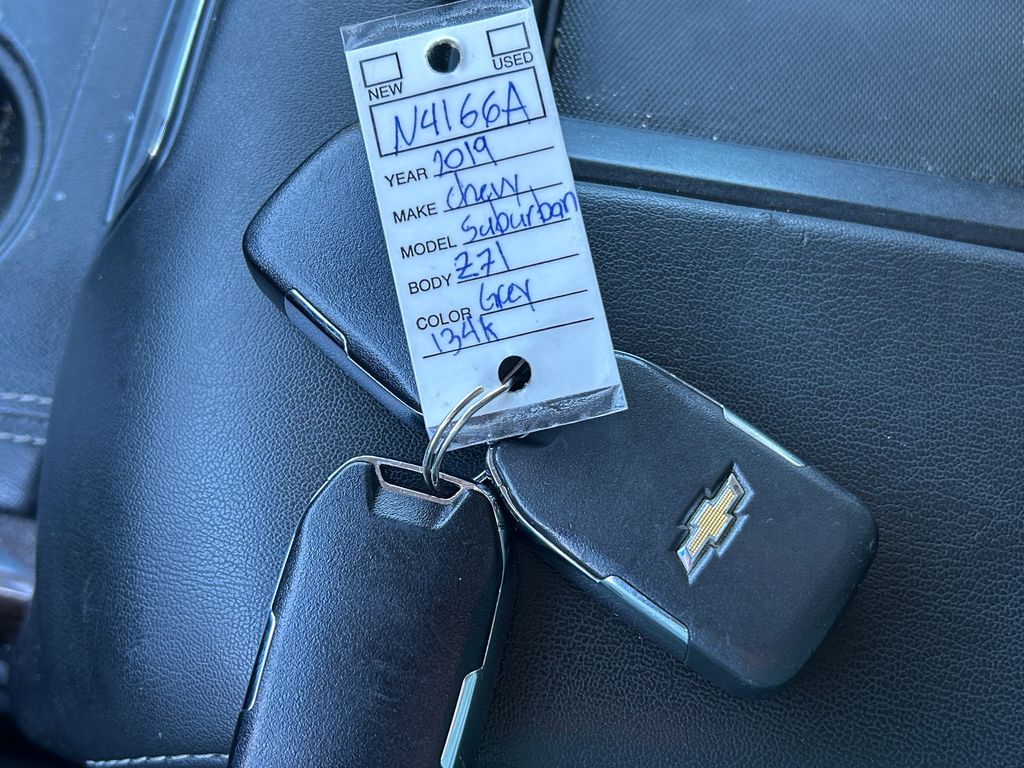 NEW USED
N4166A
YEAR 2019
MAKE Chevy
MODEL Suburban
BODY Z71
COLOR Grey
134k